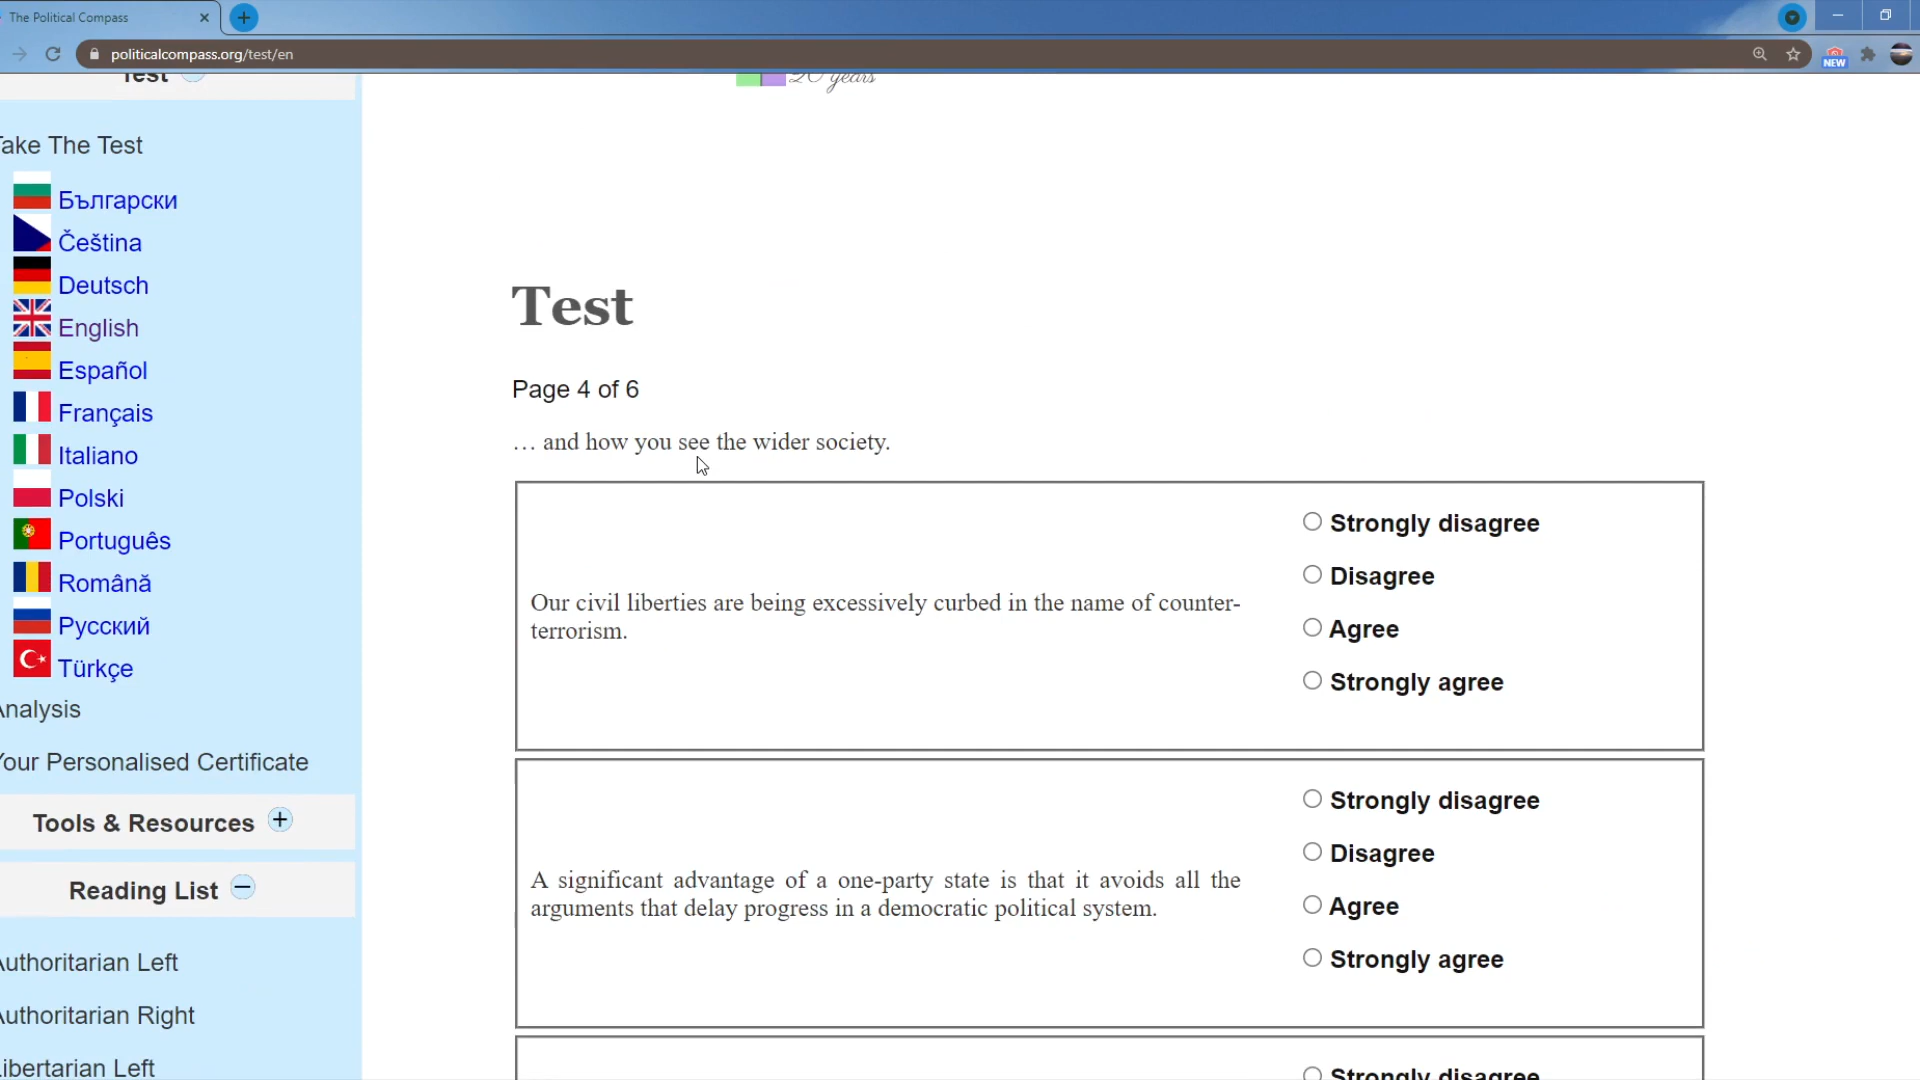 The Political Compass
politicalcompass.org/test/en
NEW
Test
20 years
Take The Test
Български
Čeština
Deutsch
English
Español
Français
Italiano
Polski
Português
Română
Русский
Türkçe
Analysis
Your Personalised Certificate
Tools & Resources
Reading List
Authoritarian Left
Authoritarian Right
Libertarian Left
Test
Page 4 of 6
… and how you see the wider society.
Our civil liberties are being excessively curbed in the name of counter-
terrorism.
Strongly disagree
Disagree
Agree
Strongly agree
A significant advantage of a one-party state is that it avoids all the
arguments that delay progress in a democratic political system.
Strongly disagree
Disagree
Agree
Strongly agree
Strongly disagree